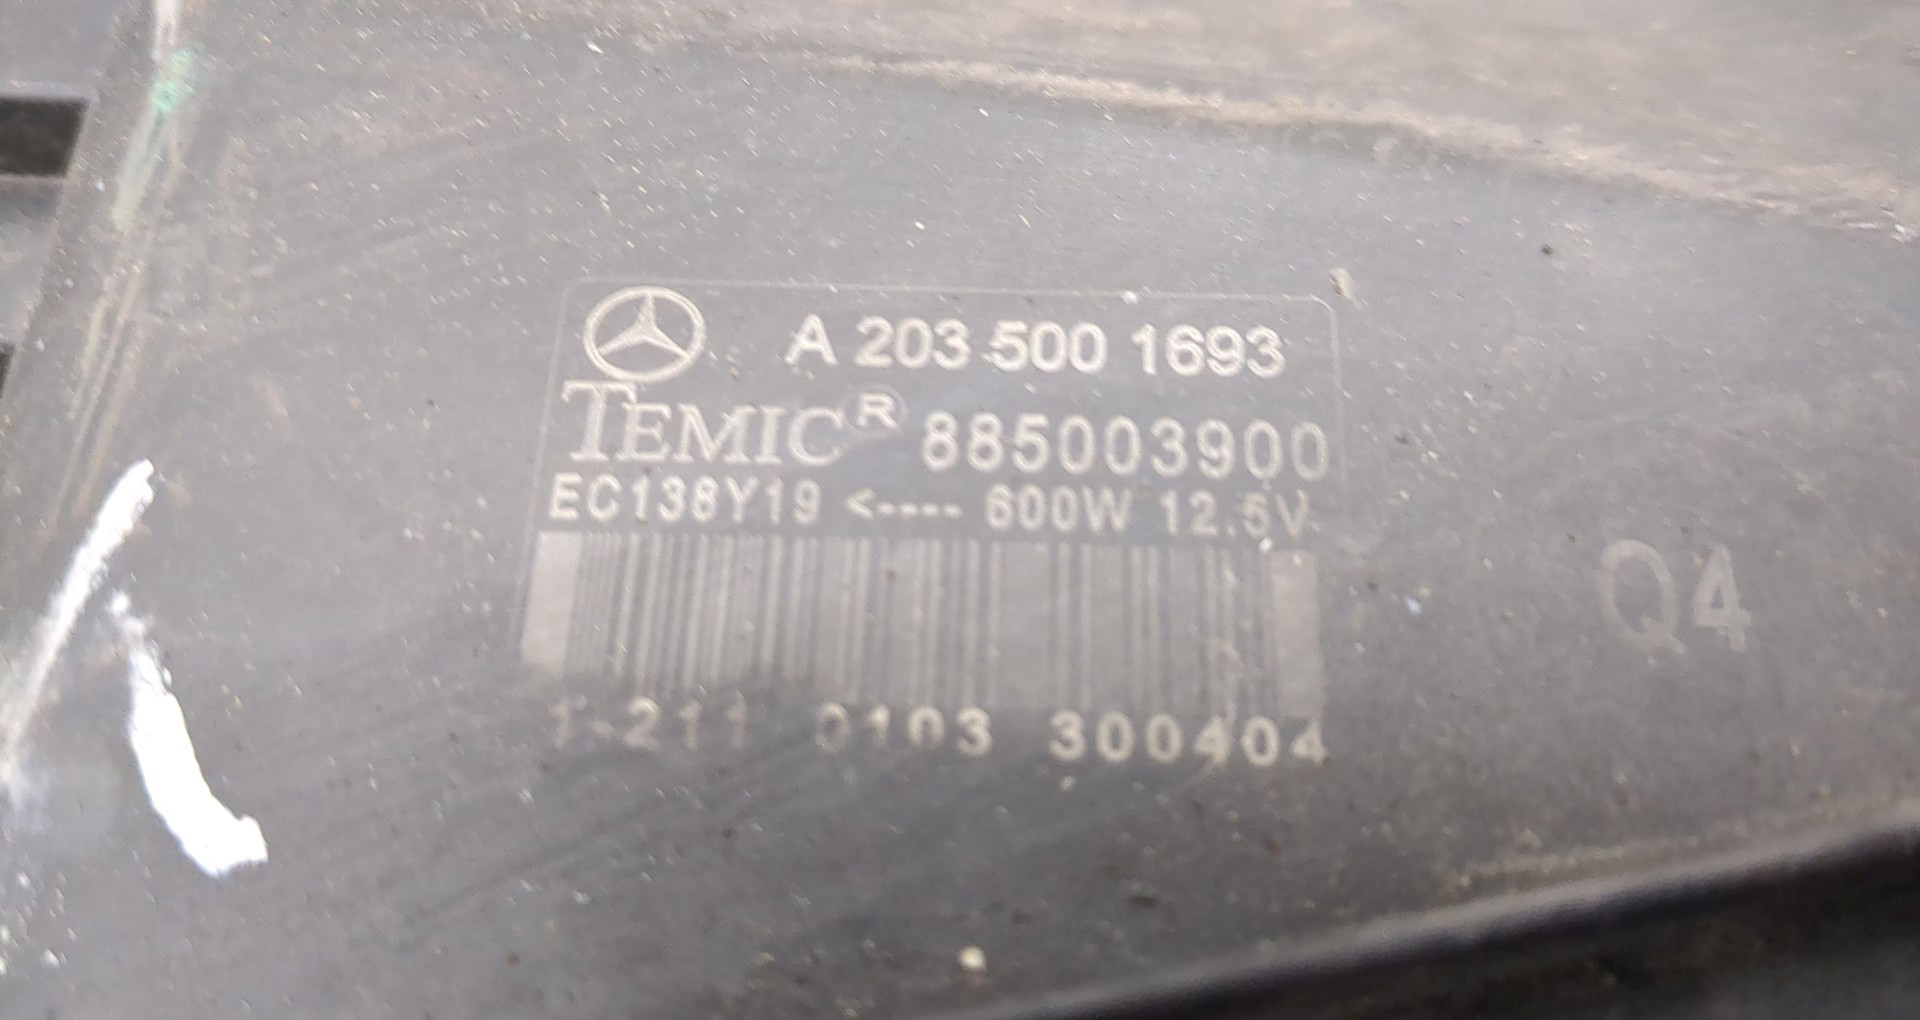 A 203 500 1693
TEMIC® 885003900
EC138Y19 <---- 600W 12.5V
1-211 0103 300404
Q4